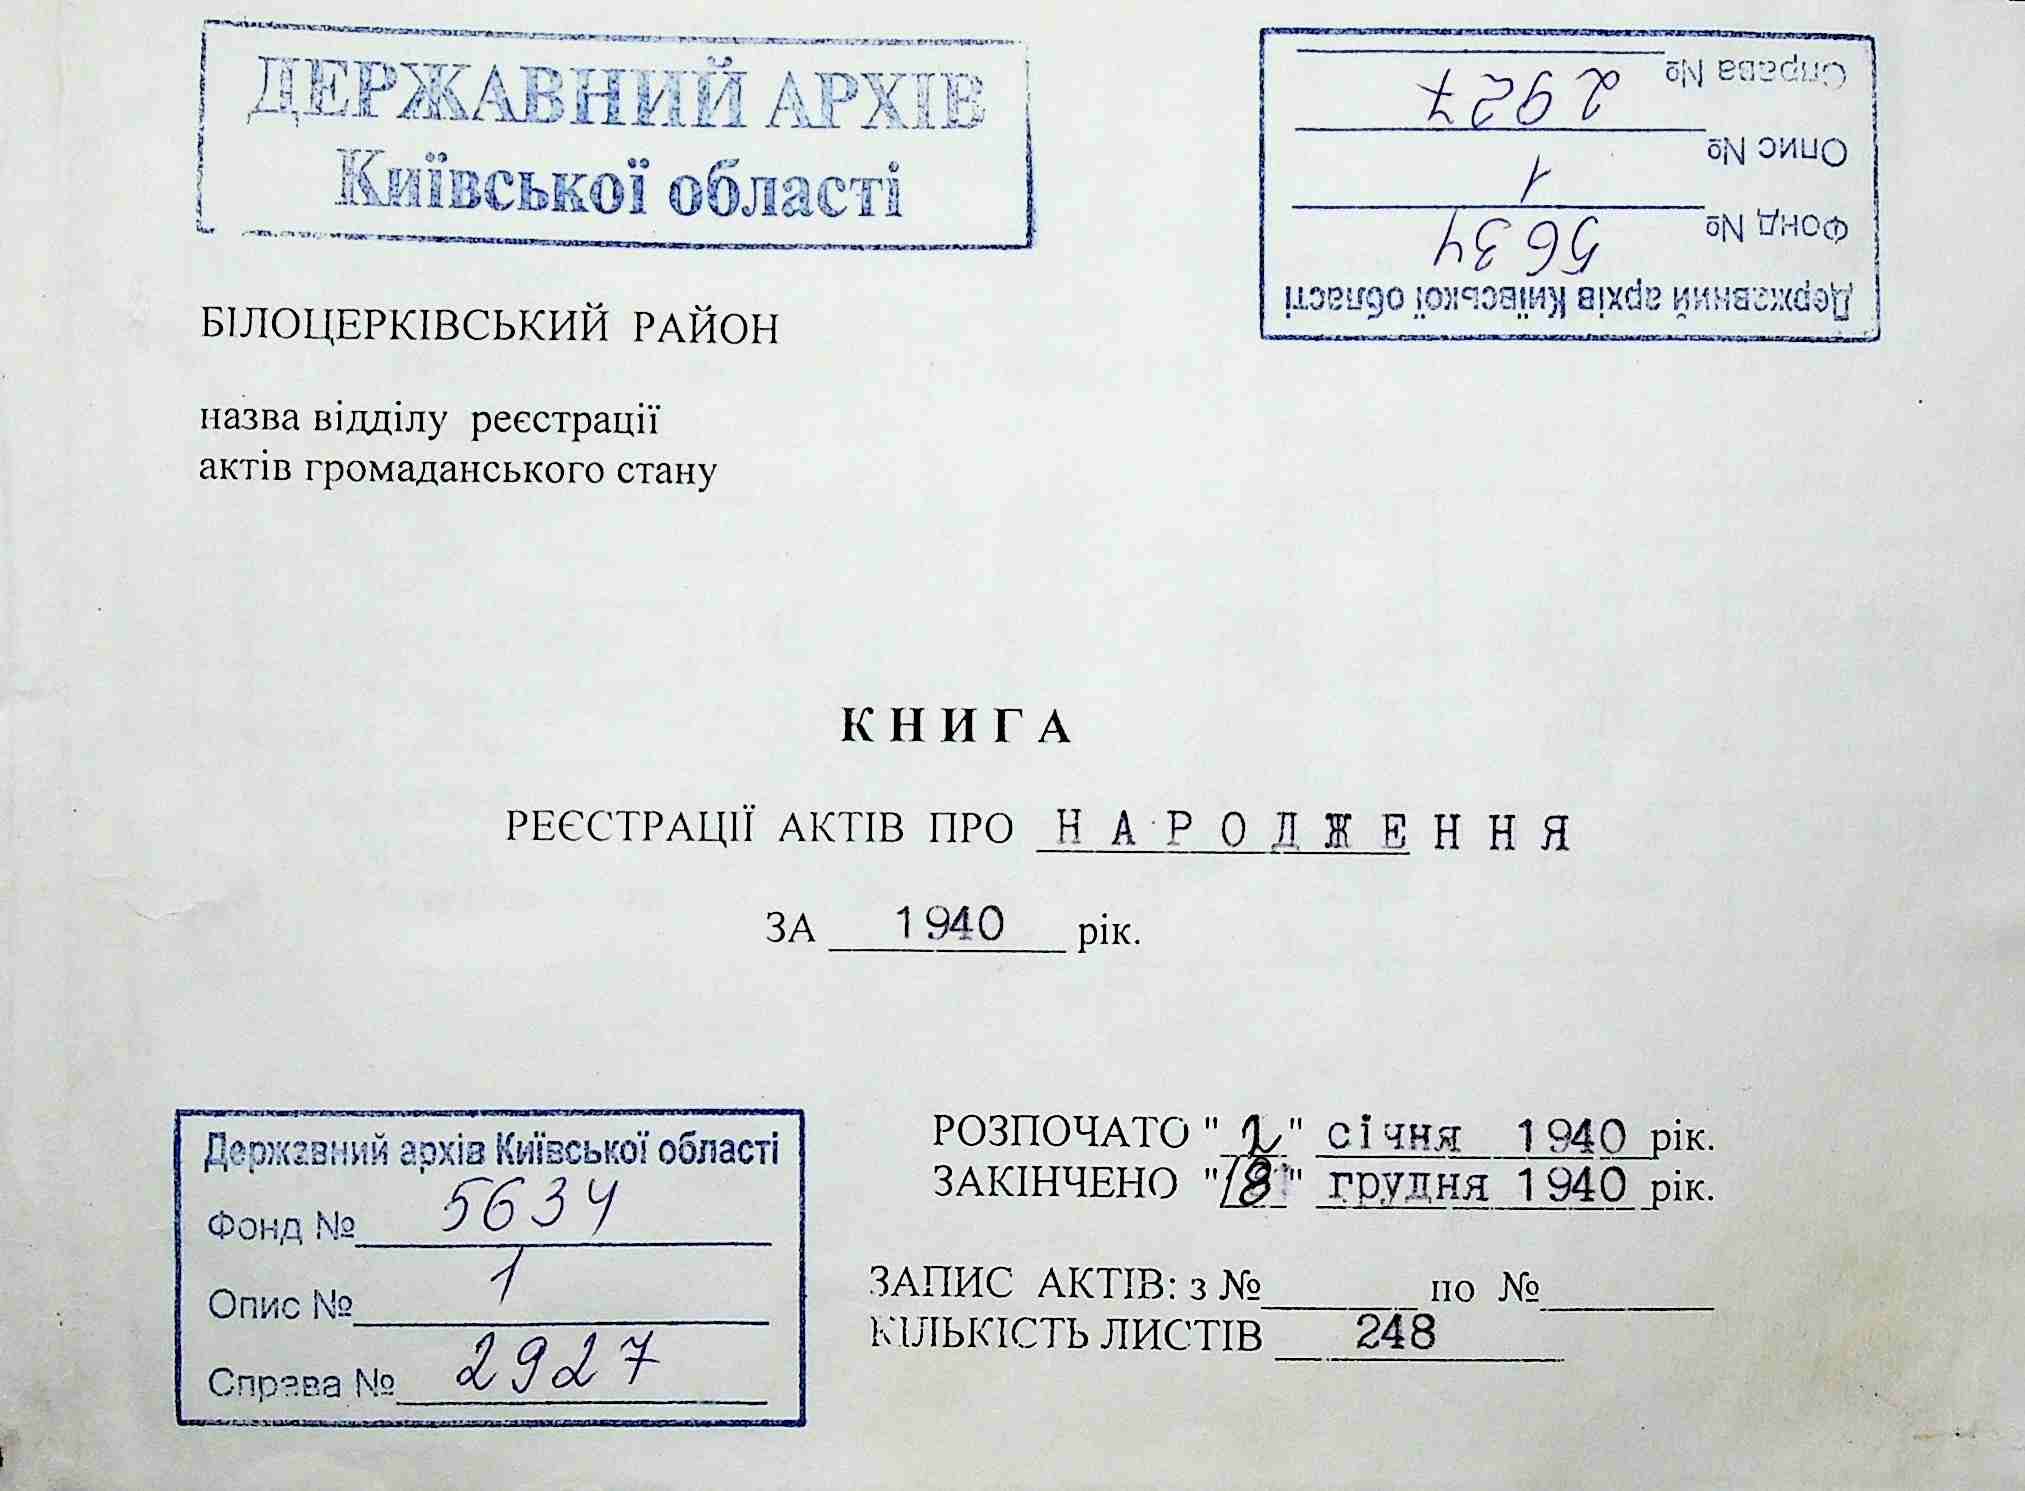 ДЕРЖАВНИЙ АРХІВ
Київської області
Державний архів Київської області
Фонд № 5634
Опис № 1
Справа № 2927
БІЛОЦЕРКІВСЬКИЙ РАЙОН
назва відділу реєстрації
актів громаданського стану
КНИГА
РЕЄСТРАЦІЇ АКТІВ ПРО НАРОДЖЕННЯ
ЗА 1940 рік.
РОЗПОЧАТО "2" січня 1940 рік.
ЗАКІНЧЕНО "18" грудня 1940 рік.
ЗАПИС АКТІВ: з №______ по №______
КІЛЬКІСТЬ ЛИСТІВ 248
Державний архів Київської області
Фонд № 5634
Опис № 1
Справа № 2927